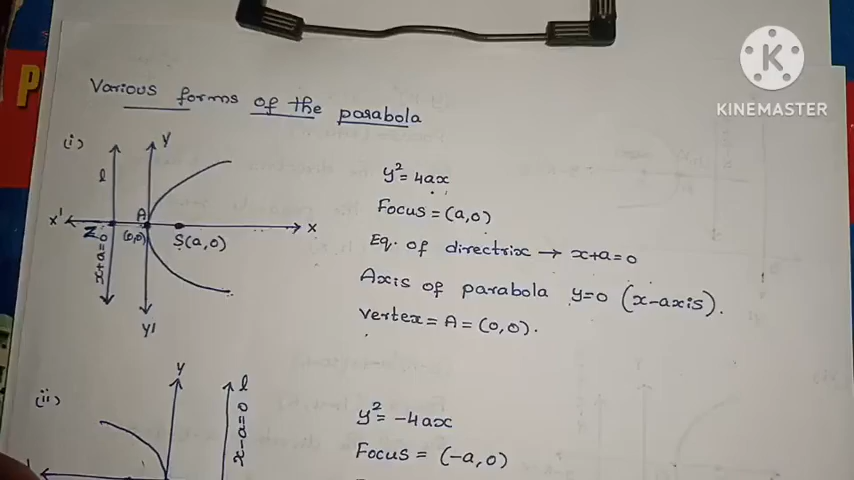 KINEMASTER
Various forms of the parabola
(i)
Y
l
y² = 4ax
Focus = (a,0)
Eq. of directrix → x+a=0
Axis of parabola y=0 (x-axis).
Vertex = A = (0,0).
x'
Z
A
(0,0)
S(a,0)
x
x+a=0
y'
(ii)
y
l
x-a=0
y² = -4ax
Focus = (-a,0)